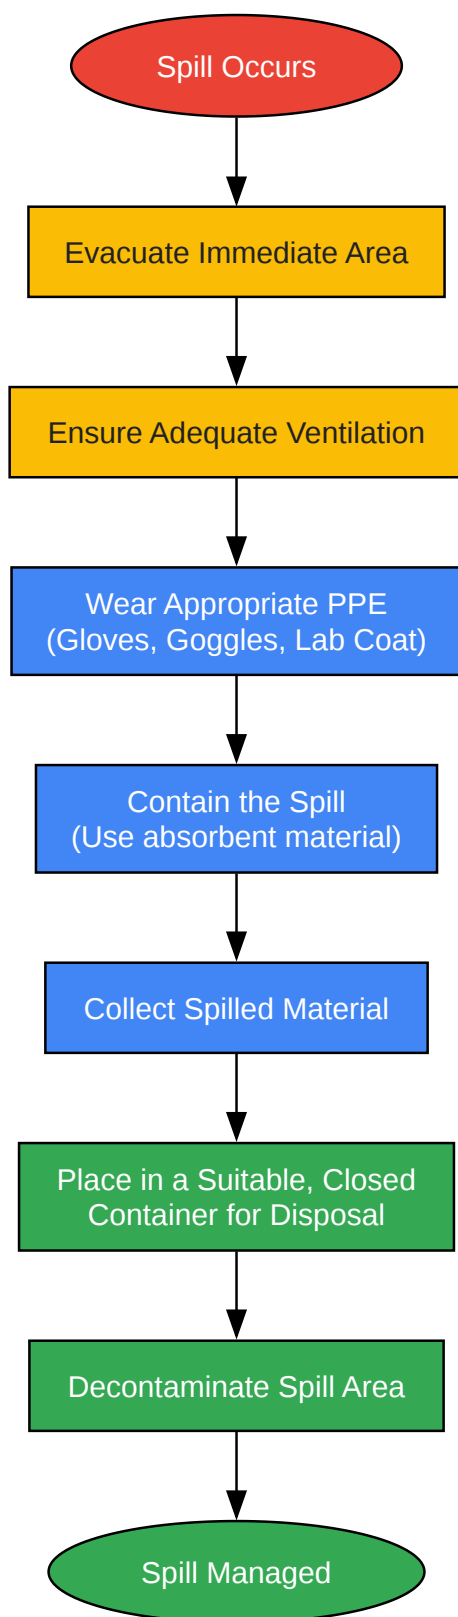 Spill Occurs
Evacuate Immediate Area
Ensure Adequate Ventilation
Wear Appropriate PPE
(Gloves, Goggles, Lab Coat)
Contain the Spill
(Use absorbent material)
Collect Spilled Material
Place in a Suitable, Closed
Container for Disposal
Decontaminate Spill Area
Spill Managed